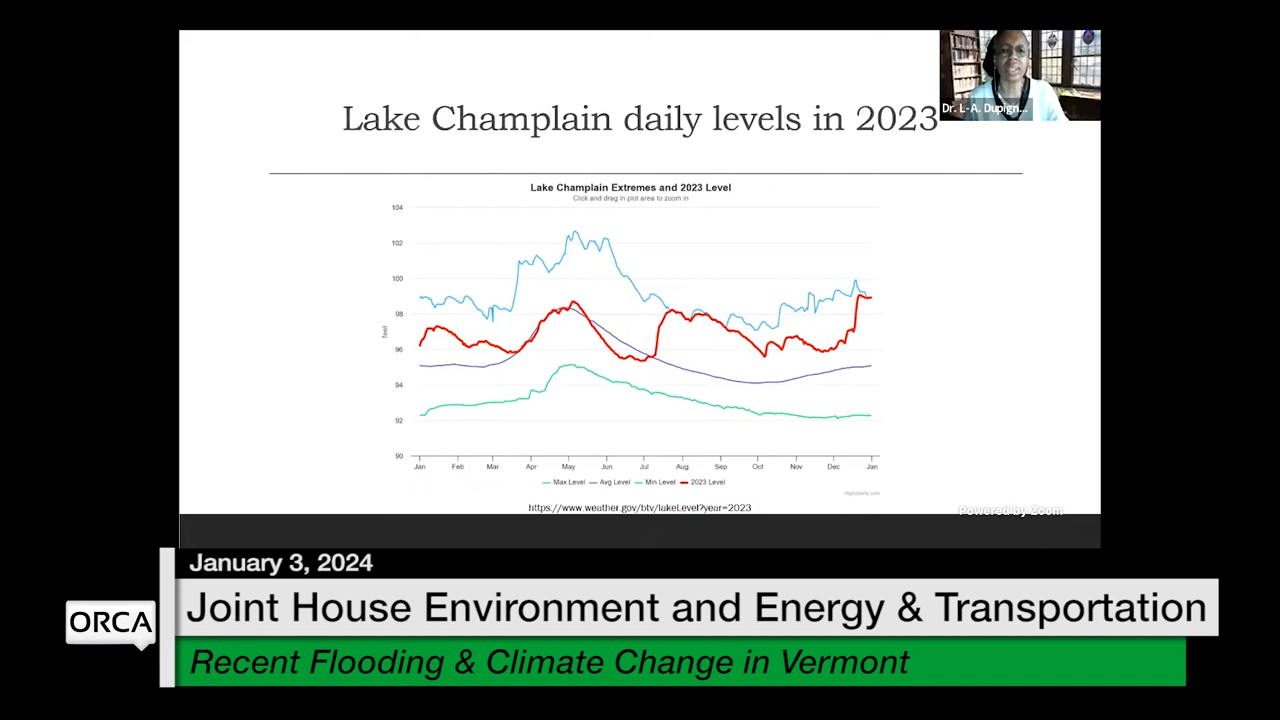 Lake Champlain daily levels in 2023
Dr. L-A. Dupign...
Lake Champlain Extremes and 2023 Level
Click and drag in plot area to zoom in
104
102
100
98
96
94
92
90
feet
Jan Feb Mar Apr May Jun Jul Aug Sep Oct Nov Dec Jan
Max Level Avg Level Min Level 2023 Level
Highcharts.com
https://www.weather.gov/btv/lakeLevel?year=2023
Powered by Zoom
January 3, 2024
ORCA
Joint House Environment and Energy & Transportation
Recent Flooding & Climate Change in Vermont